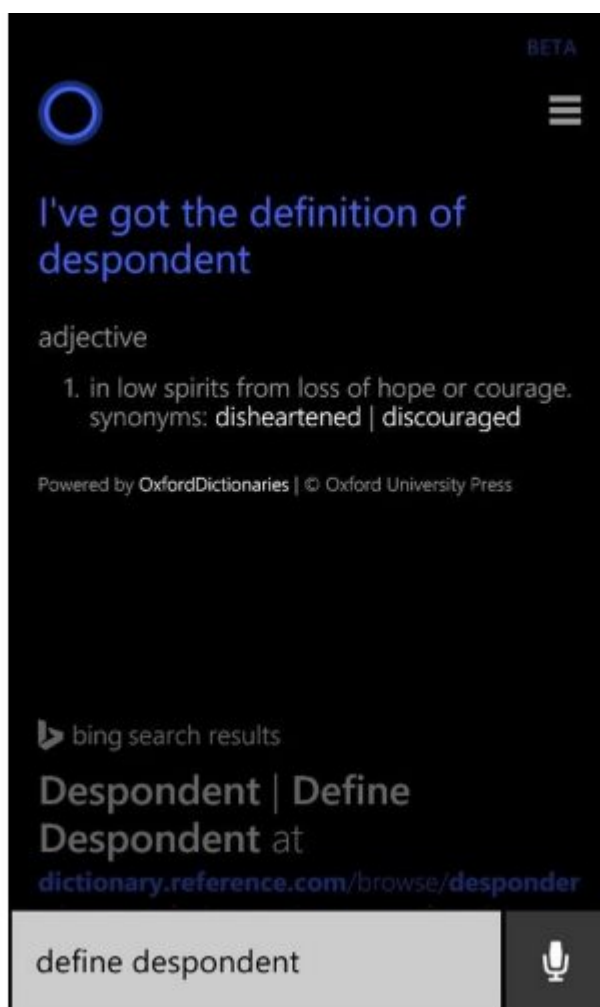 BETA
I've got the definition of
despondent
adjective
1. in low spirits from loss of hope or courage.
synonyms: disheartened | discouraged
Powered by OxfordDictionaries | © Oxford University Press
bing search results
Despondent | Define
Despondent at
dictionary.reference.com/browse/desponder
define despondent